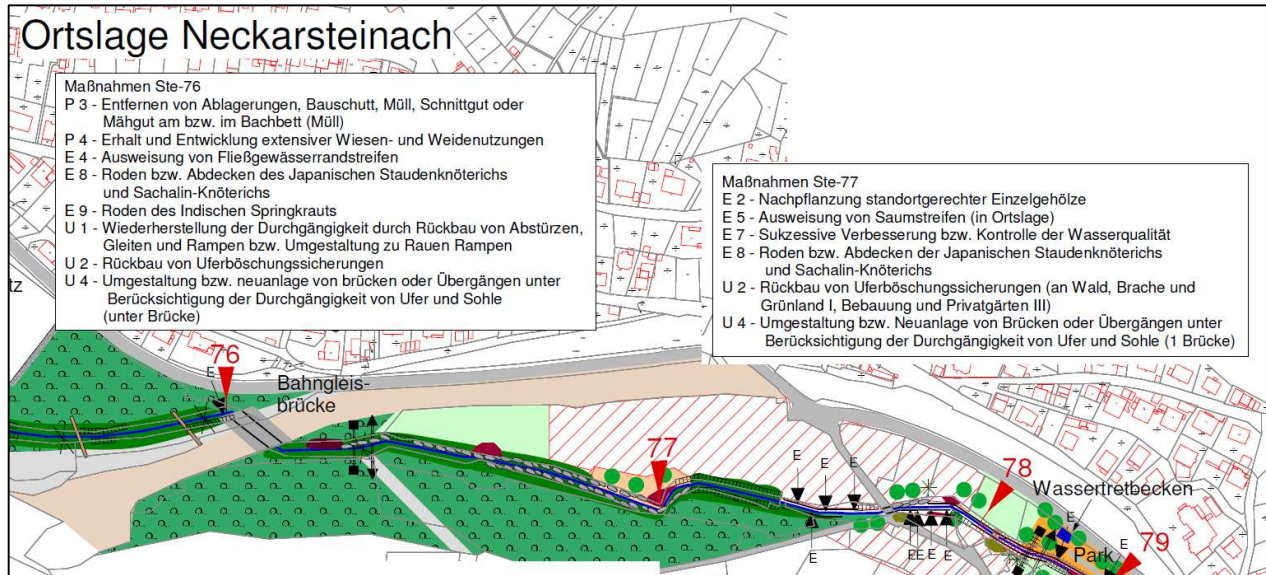 Ortslage Neckarsteinach
Maßnahmen Ste-76
P 3 - Entfernen von Ablagerungen, Bauschutt, Müll, Schnittgut oder
Mähgut am bzw. im Bachbett (Müll)
P 4 - Erhalt und Entwicklung extensiver Wiesen- und Weidenutzungen
E 4 - Ausweisung von Fließgewässerrandstreifen
E 8 - Roden bzw. Abdecken des Japanischen Staudenknöterichs
und Sachalin-Knöterichs
E 9 - Roden des Indischen Springkrauts
U 1 - Wiederherstellung der Durchgängigkeit durch Rückbau von Abstürzen,
Gleiten und Rampen bzw. Umgestaltung zu Rauen Rampen
U 2 - Rückbau von Uferböschungssicherungen
U 4 - Umgestaltung bzw. neuanlage von brücken oder Übergängen unter
Berücksichtigung der Durchgängigkeit von Ufer und Sohle
(unter Brücke)
Maßnahmen Ste-77
E 2 - Nachpflanzung standortgerechter Einzelgehölze
E 5 - Ausweisung von Saumstreifen (in Ortslage)
E 7 - Sukzessive Verbesserung bzw. Kontrolle der Wasserqualität
E 8 - Roden bzw. Abdecken der Japanischen Staudenknöterichs
und Sachalin-Knöterichs
U 2 - Rückbau von Uferböschungssicherungen (an Wald, Brache und
Grünland I, Bebauung und Privatgärten III)
U 4 - Umgestaltung bzw. Neuanlage von Brücken oder Übergängen unter
Berücksichtigung der Durchgängigkeit von Ufer und Sohle (1 Brücke)
tz
76
E
Bahngleis-
brücke
77
E
E
E
E
78
Wassertretbecken
E
E
E
E
E
E
Park
E
79